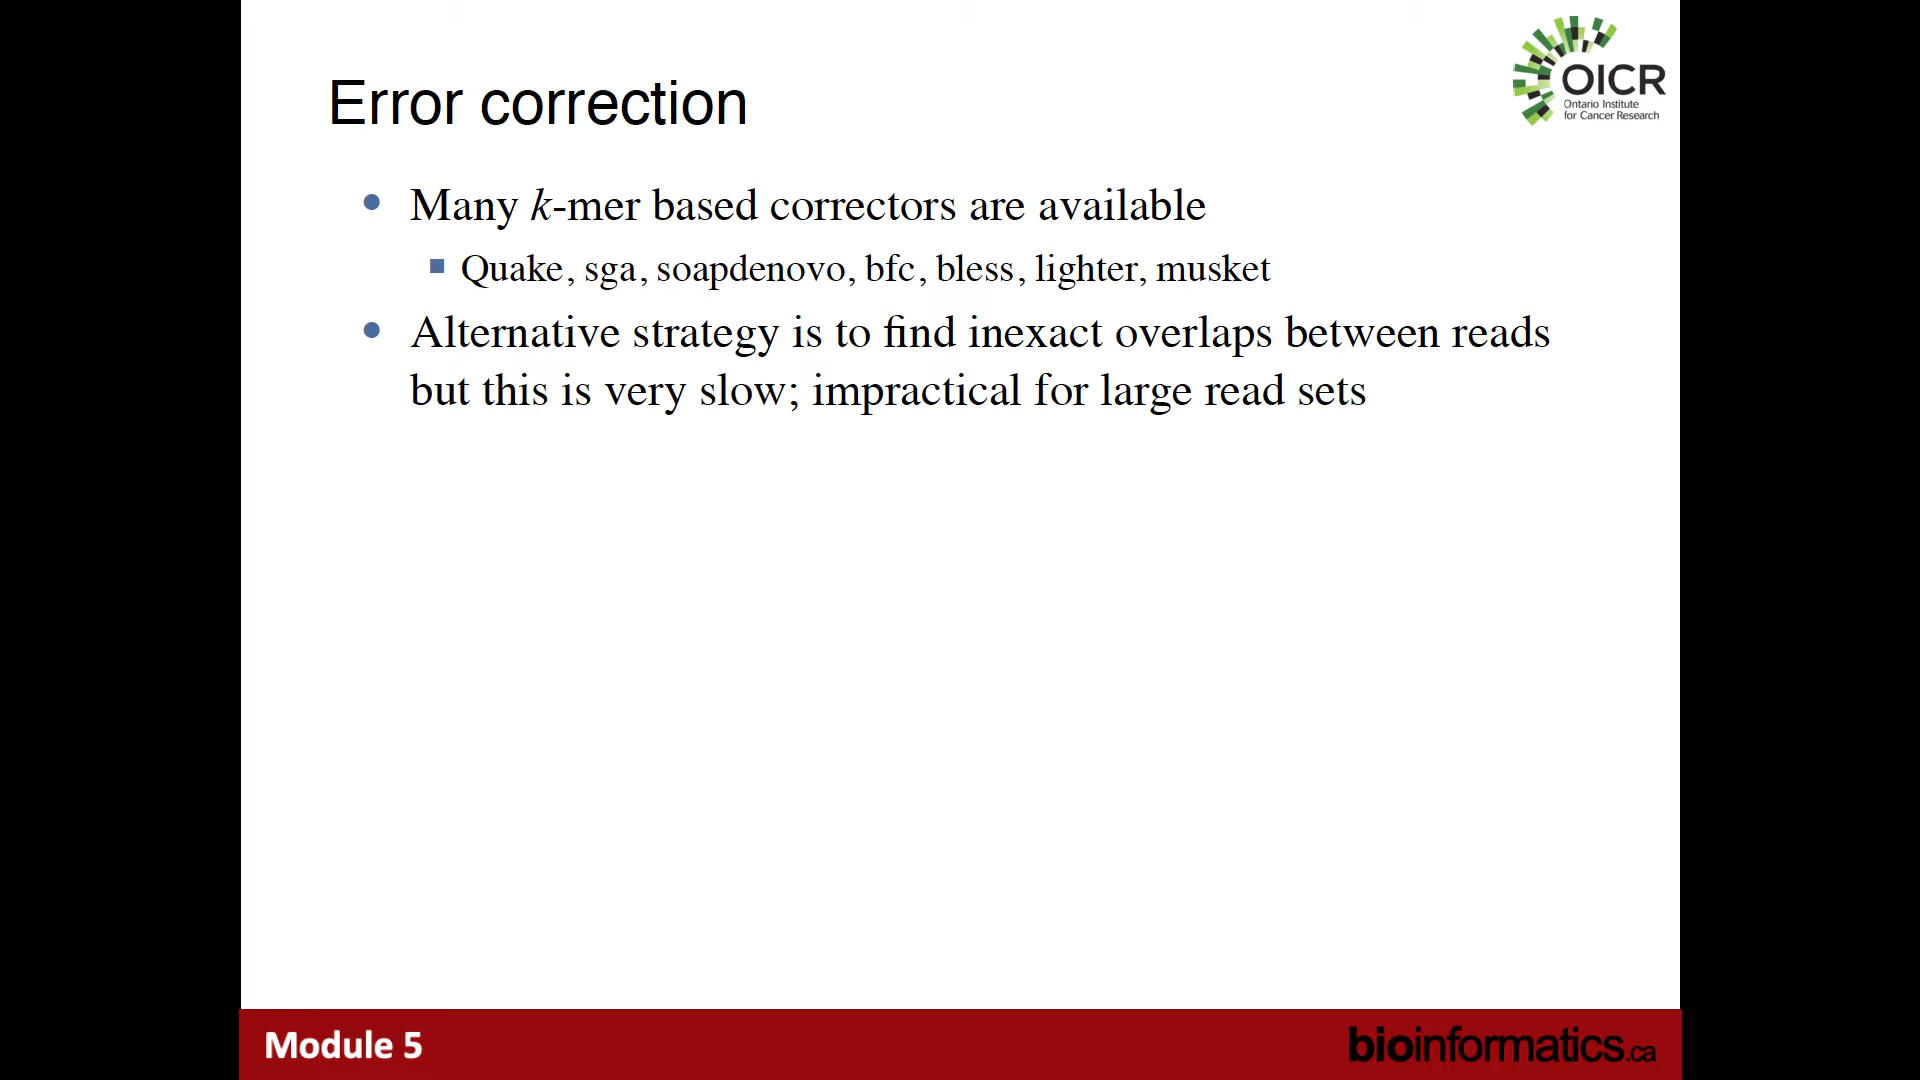 OICR
Ontario Institute
for Cancer Research
Error correction
• Many k-mer based correctors are available
▪ Quake, sga, soapdenovo, bfc, bless, lighter, musket
• Alternative strategy is to find inexact overlaps between reads
but this is very slow; impractical for large read sets
Module 5
bioinformatics.ca